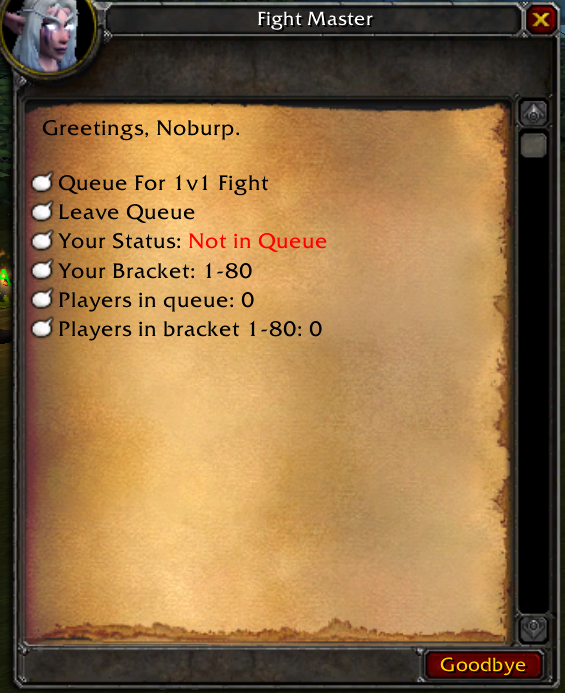 Fight Master
Greetings, Noburp.
Queue For 1v1 Fight
Leave Queue
Your Status: Not in Queue
Your Bracket: 1-80
Players in queue: 0
Players in bracket 1-80: 0
Goodbye